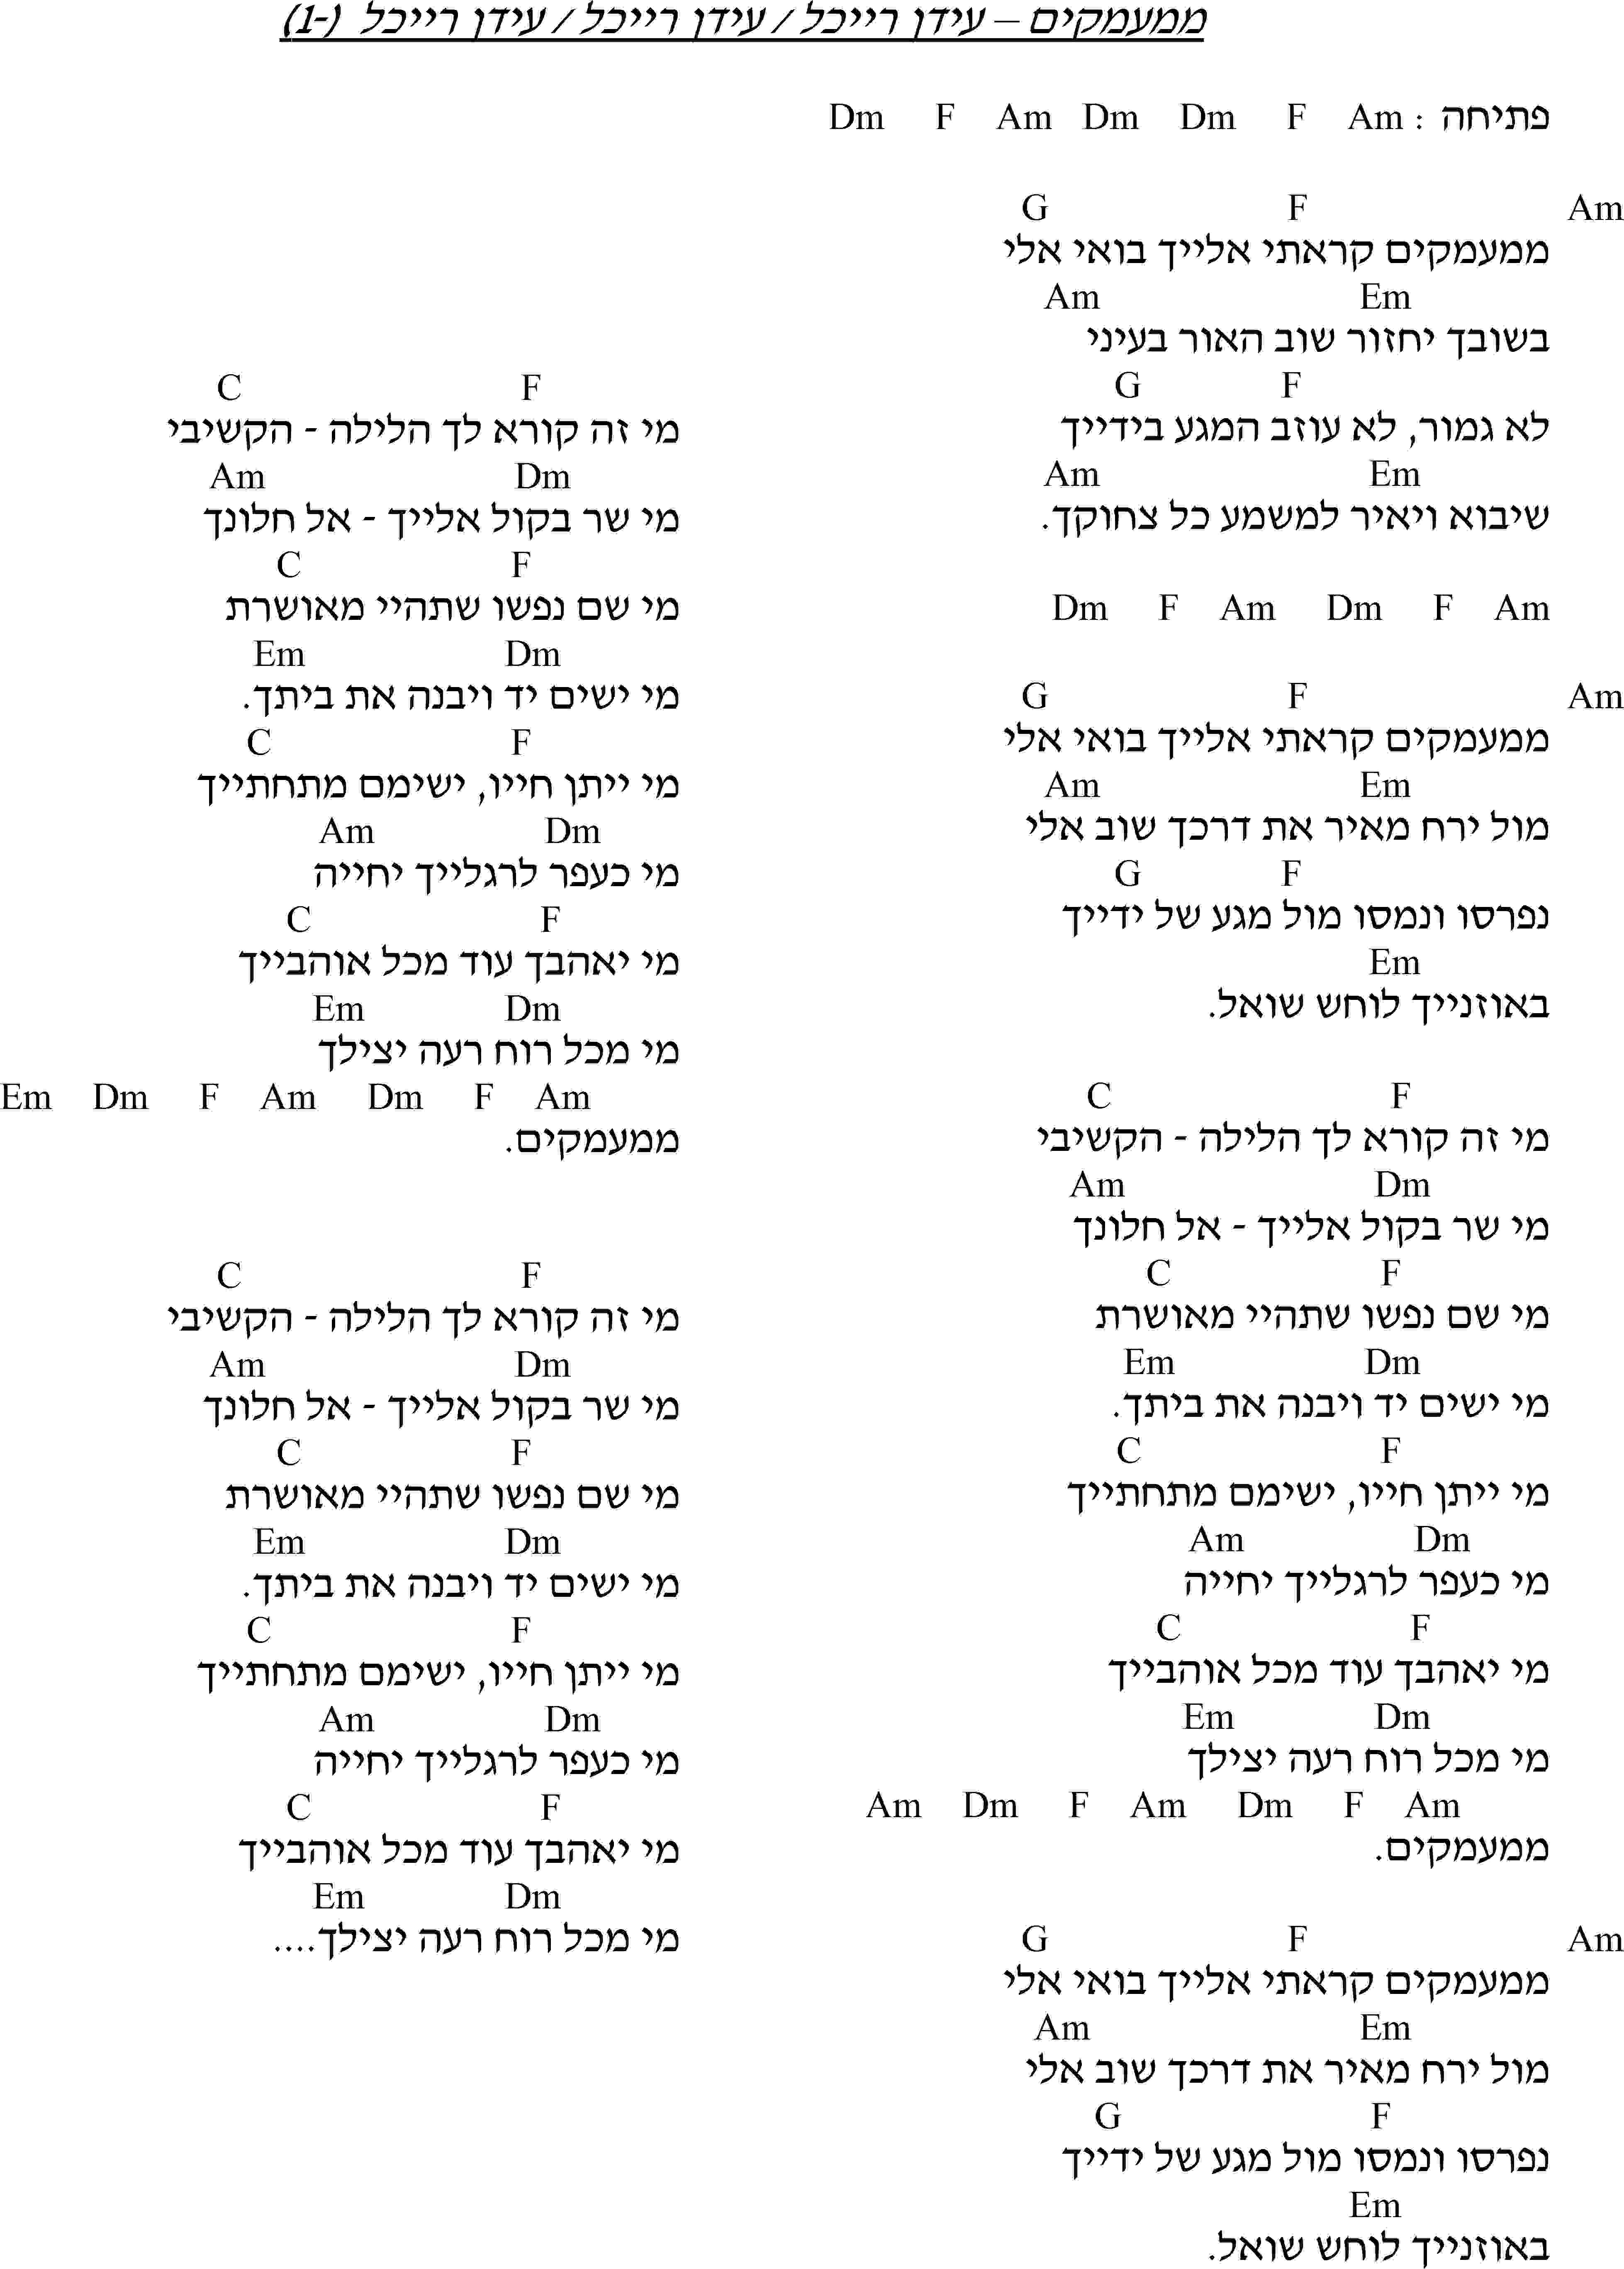 ממעמקים – עידן רייכל / עידן רייכל / עידן רייכל (1-)
פתיחה : Am F Dm Dm Am F Dm
Am F G
ממעמקים קראתי אלייך בואי אלי
Em Am
בשובך יחזור שוב האור בעיני
F G
לא גמור, לא עוזב המגע בידייך
Em Am
שיבוא ויאיר למשמע כל צחוקך.
Am F Dm Am F Dm
Am F G
ממעמקים קראתי אלייך בואי אלי
Em Am
מול ירח מאיר את דרכך שוב אלי
F G
נפרסו ונמסו מול מגע של ידייך
Em
באוזנייך לוחש שואל.
F C
מי זה קורא לך הלילה - הקשיבי
Dm Am
מי שר בקול אלייך - אל חלונך
F C
מי שם נפשו שתהיי מאושרת
Dm Em
מי ישים יד ויבנה את ביתך.
F C
מי ייתן חייו, ישימם מתחתייך
Dm Am
מי כעפר לרגלייך יחייה
F C
מי יאהבך עוד מכל אוהבייך
Dm Em
מי מכל רוח רעה יצילך
Am F Dm Am F Dm Am
ממעמקים.
Am F G
ממעמקים קראתי אלייך בואי אלי
Em Am
מול ירח מאיר את דרכך שוב אלי
F G
נפרסו ונמסו מול מגע של ידייך
Em
באוזנייך לוחש שואל.
F C
מי זה קורא לך הלילה - הקשיבי
Dm Am
מי שר בקול אלייך - אל חלונך
F C
מי שם נפשו שתהיי מאושרת
Dm Em
מי ישים יד ויבנה את ביתך.
F C
מי ייתן חייו, ישימם מתחתייך
Dm Am
מי כעפר לרגלייך יחייה
F C
מי יאהבך עוד מכל אוהבייך
Dm Em
מי מכל רוח רעה יצילך
Am F Dm Am F Dm Em
ממעמקים.
F C
מי זה קורא לך הלילה - הקשיבי
Dm Am
מי שר בקול אלייך - אל חלונך
F C
מי שם נפשו שתהיי מאושרת
Dm Em
מי ישים יד ויבנה את ביתך.
F C
מי ייתן חייו, ישימם מתחתייך
Dm Am
מי כעפר לרגלייך יחייה
F C
מי יאהבך עוד מכל אוהבייך
Dm Em
מי מכל רוח רעה יצילך....